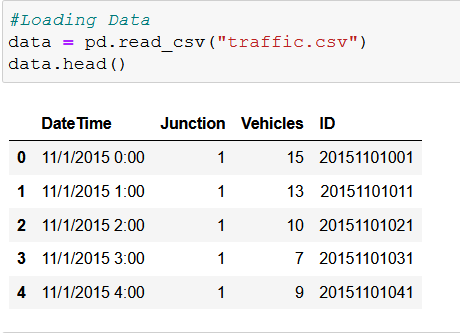 #Loading Data
data = pd.read_csv("traffic.csv")
data.head()
DateTime Junction Vehicles ID
0 11/1/2015 0:00 1 15 20151101001
1 11/1/2015 1:00 1 13 20151101011
2 11/1/2015 2:00 1 10 20151101021
3 11/1/2015 3:00 1 7 20151101031
4 11/1/2015 4:00 1 9 20151101041